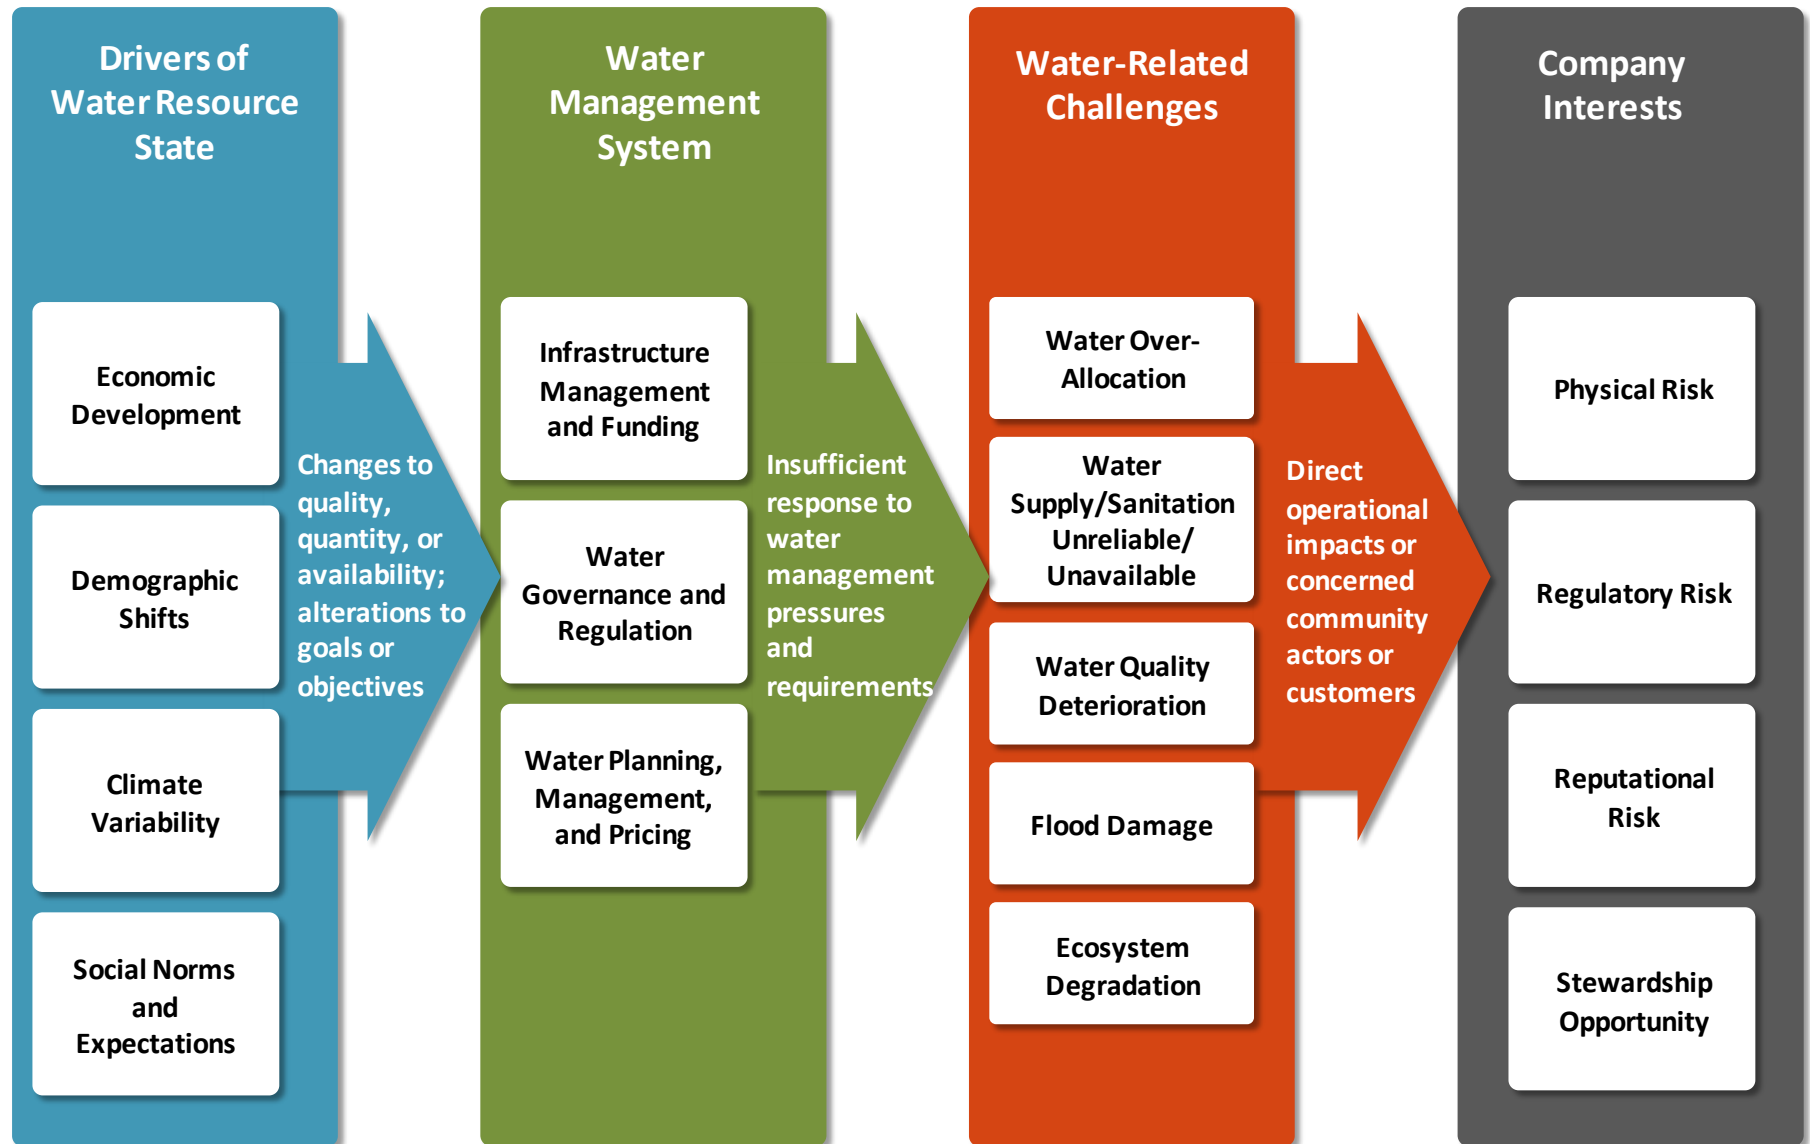 Drivers of
Water Resource
State
Economic
Development
Demographic
Shifts
Climate
Variability
Social Norms
and
Expectations
Changes to
quality,
quantity, or
availability;
alterations to
goals or
objectives
Water
Management
System
Infrastructure
Management
and Funding
Water
Governance and
Regulation
Water Planning,
Management,
and Pricing
Insufficient
response to
water
management
pressures
and
requirements
Water-Related
Challenges
Water Over-
Allocation
Water
Supply/Sanitation
Unreliable/
Unavailable
Water Quality
Deterioration
Flood Damage
Ecosystem
Degradation
Direct
operational
impacts or
concerned
community
actors or
customers
Company
Interests
Physical Risk
Regulatory Risk
Reputational
Risk
Stewardship
Opportunity